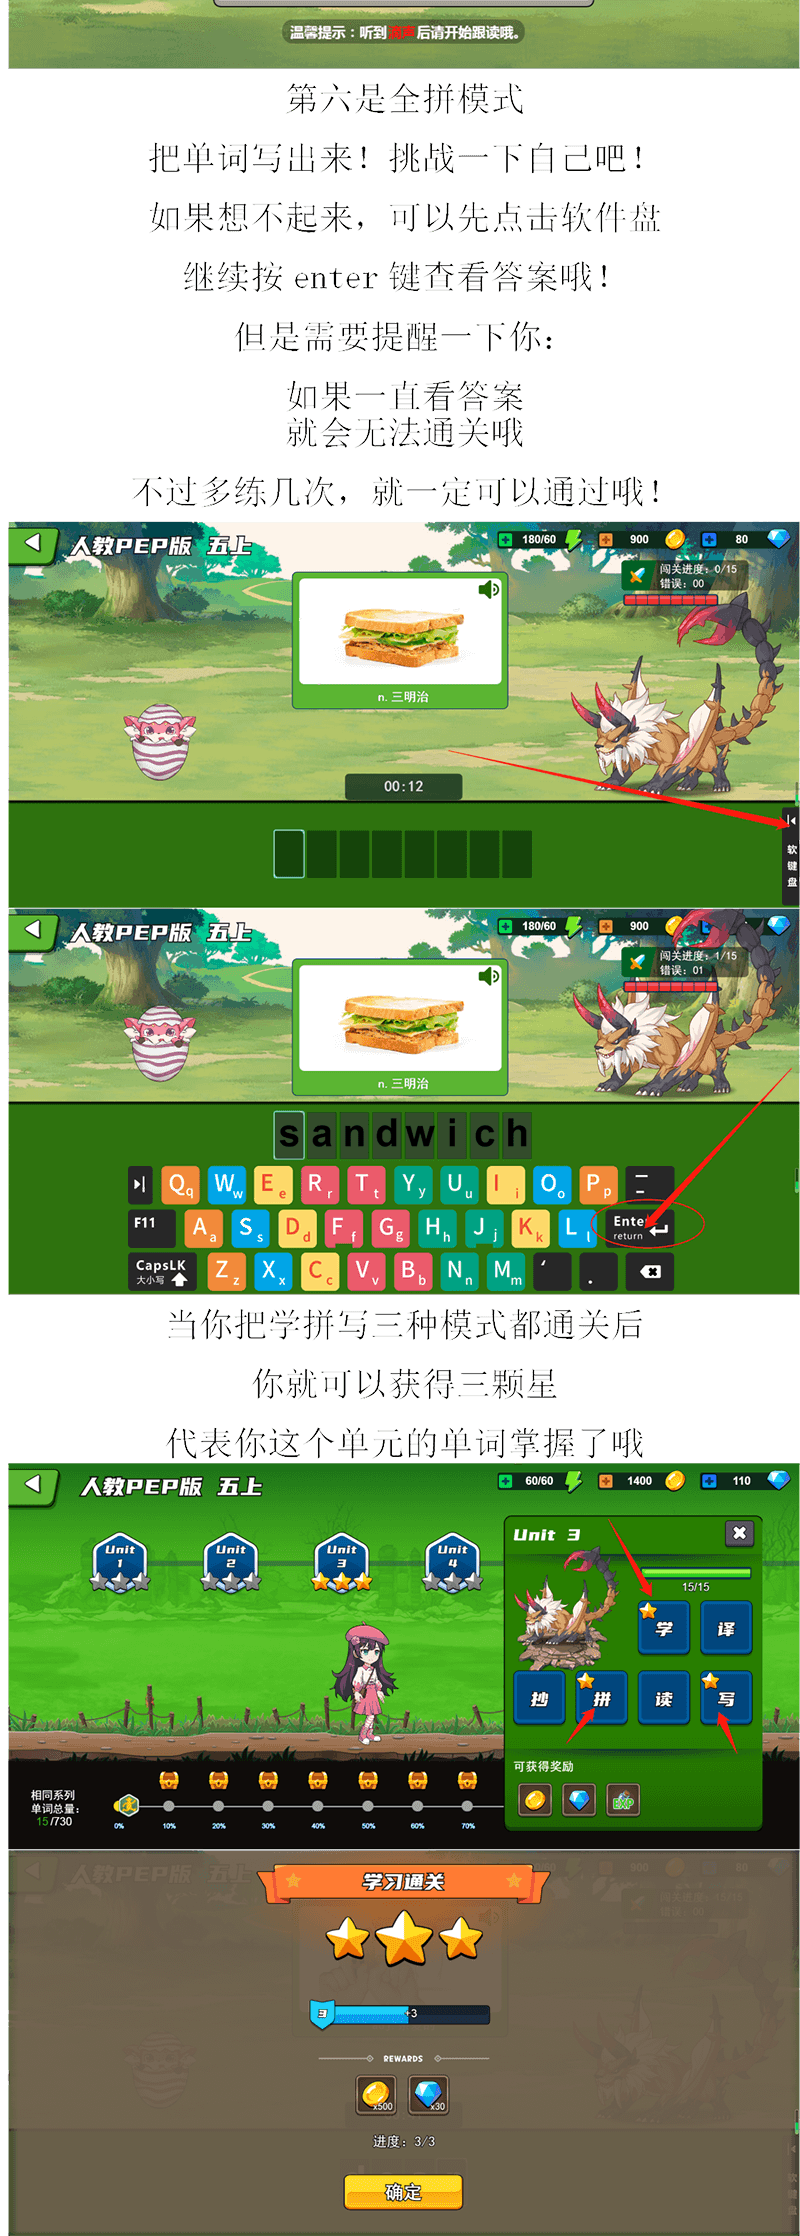 温馨提示：听到滴声后请开始跟读哦。
第六是全拼模式
把单词写出来！挑战一下自己吧！
如果想不起来，可以先点击软件盘
继续按 enter 键查看答案哦！
但是需要提醒一下你：
如果一直看答案
就会无法通关哦
不过多练几次，就一定可以通过哦！
人教PEP版 五上
180/60
900
80
闯关进度：0/15
错误：00
n. 三明治
00:12
软键盘
人教PEP版 五上
180/60
900
闯关进度：1/15
错误：01
n. 三明治
sandwich
Qq Ww Ee Rr Tt Yy Uu Ii Oo Pp —
F11 Aa Ss Dd Ff Gg Hh Jj Kk Ll Enter
return
CapsLK
大小写
Zz Xx Cc Vv Bb Nn Mm ‘ .
当你把学拼写三种模式都通关后
你就可以获得三颗星
代表你这个单元的单词掌握了哦
人教PEP版 五上
60/60
1400
110
Unit 1
Unit 2
Unit 3
Unit 4
Unit 3
15/15
学
译
抄
拼
读
写
可获得奖励
EXP
相同系列
单词总量：
15/730
0% 10% 20% 30% 40% 50% 60% 70%
人教PEP版 五上
180/60
900
80
学习通关
3
+3
REWARDS
x500
x30
进度：3/3
确定